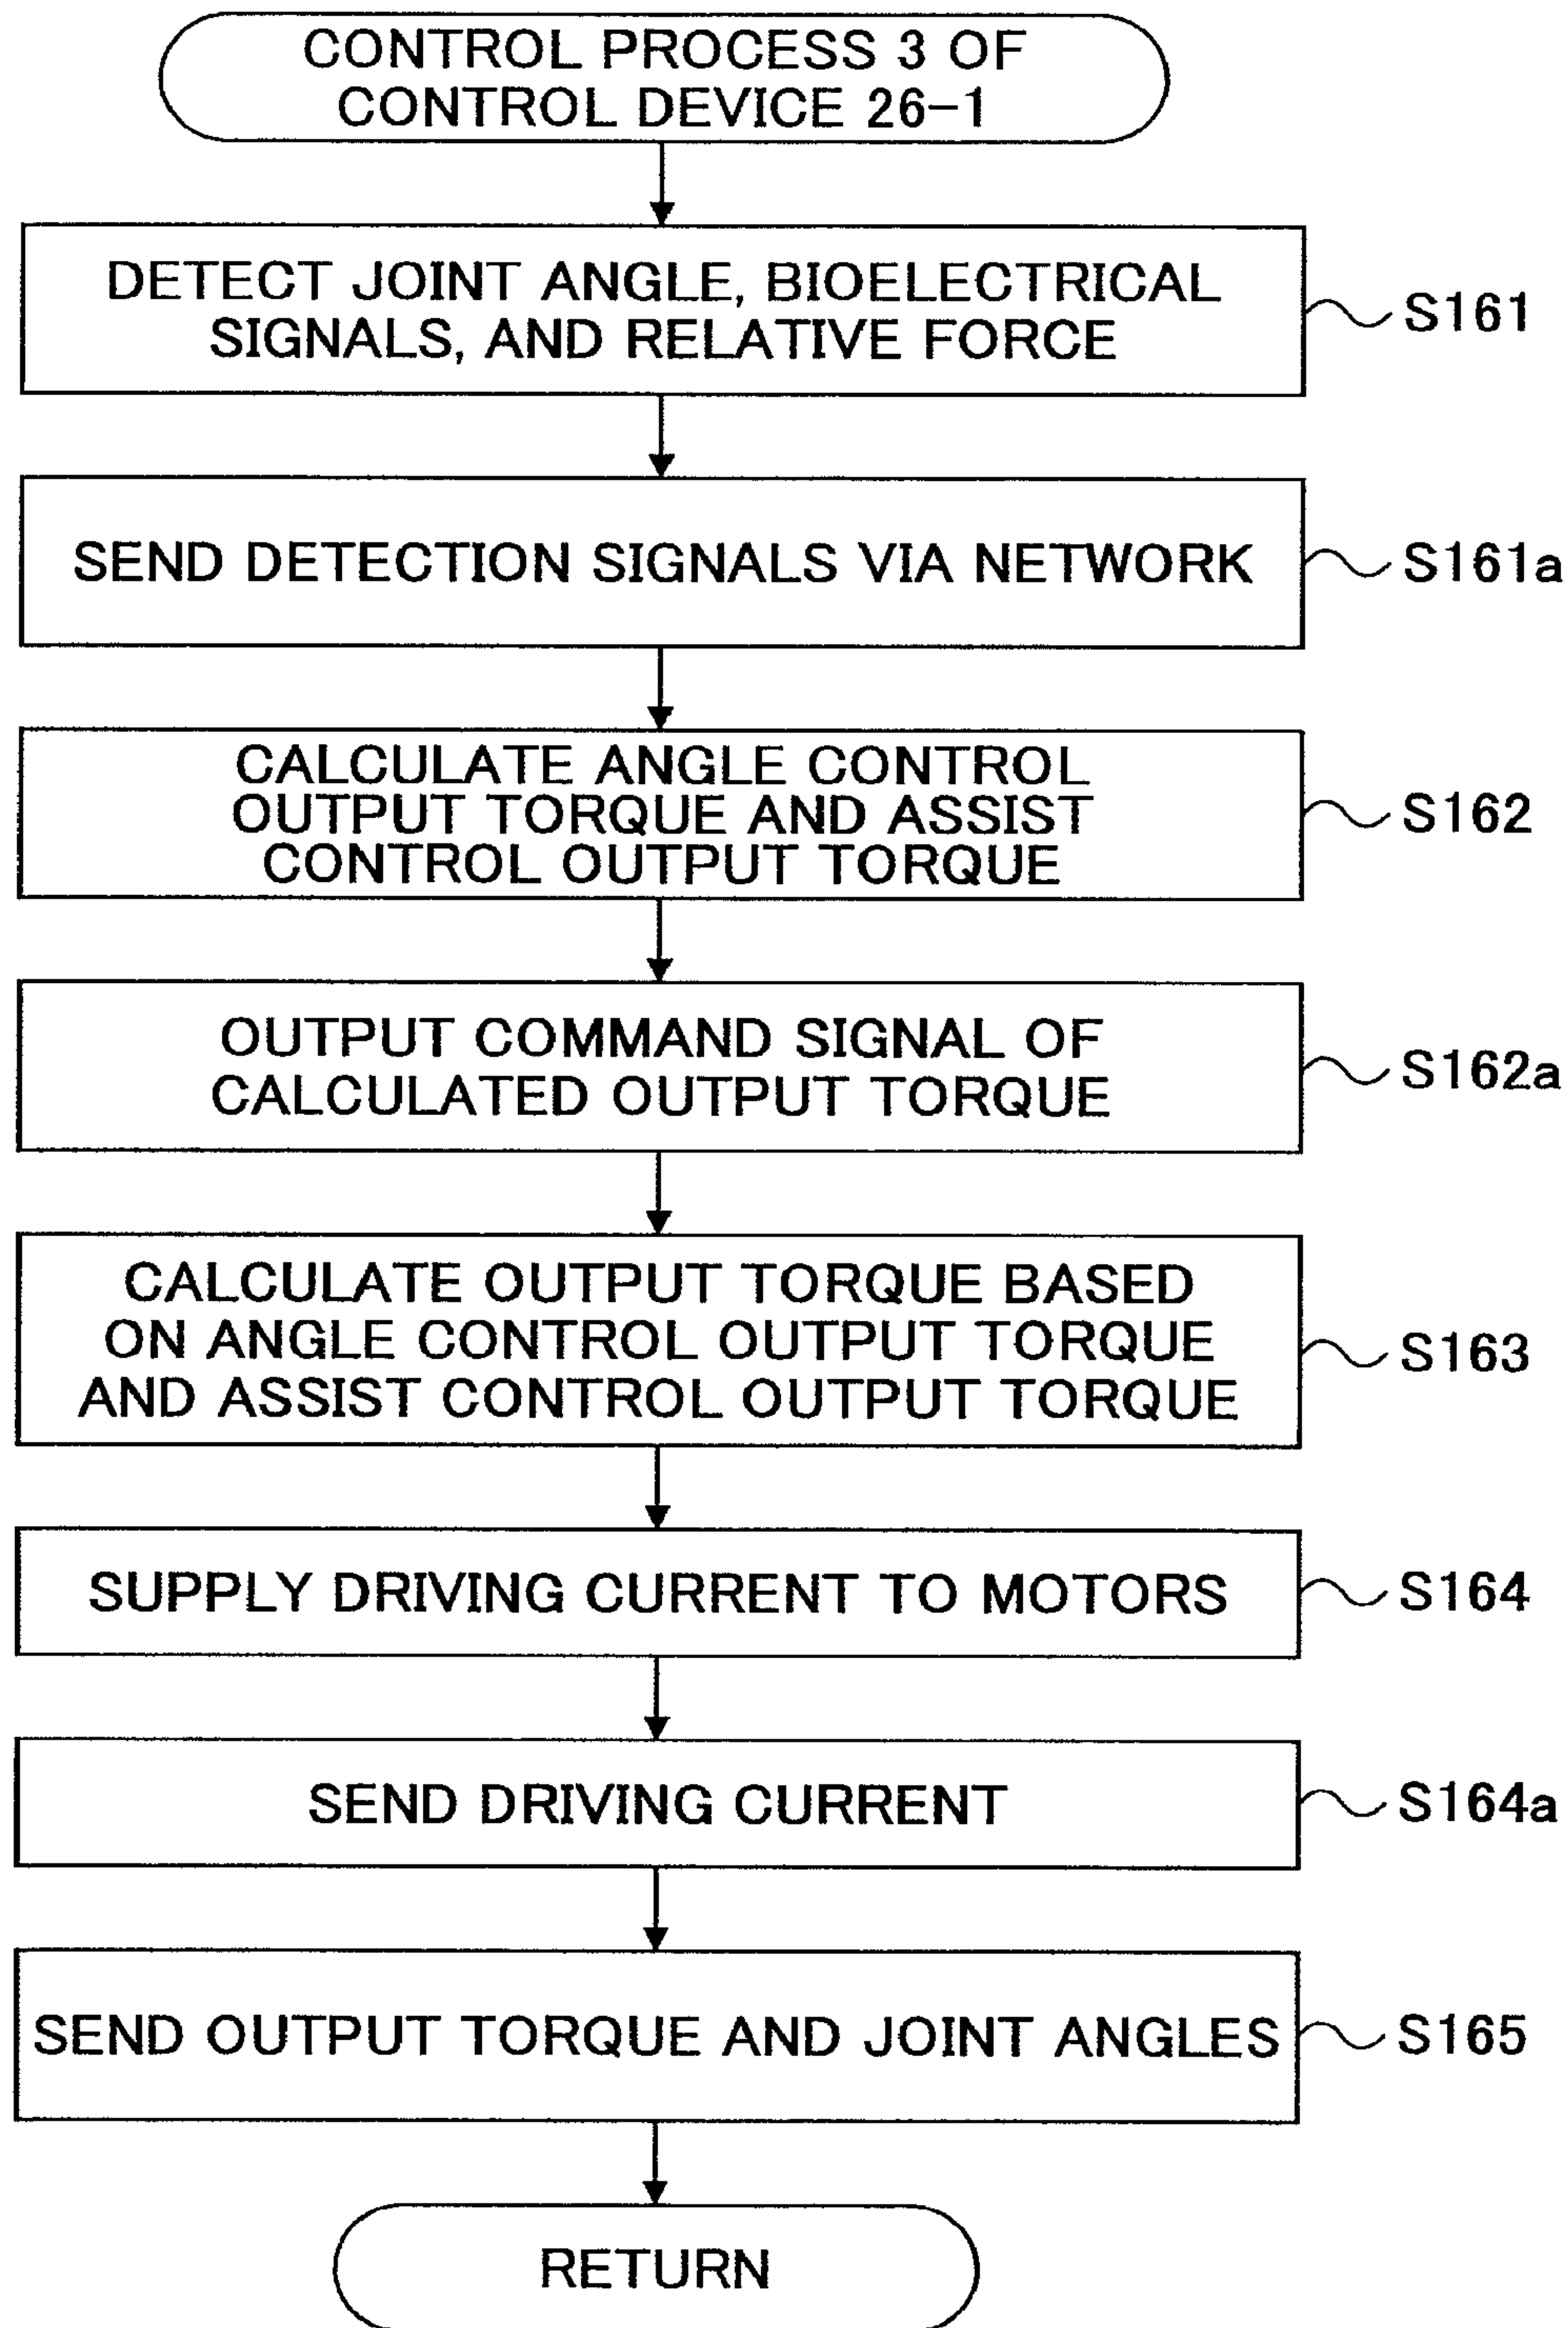 CONTROL PROCESS 3 OF
CONTROL DEVICE 26-1
DETECT JOINT ANGLE, BIOELECTRICAL
SIGNALS, AND RELATIVE FORCE
S161
SEND DETECTION SIGNALS VIA NETWORK
S161a
CALCULATE ANGLE CONTROL
OUTPUT TORQUE AND ASSIST
CONTROL OUTPUT TORQUE
S162
OUTPUT COMMAND SIGNAL OF
CALCULATED OUTPUT TORQUE
S162a
CALCULATE OUTPUT TORQUE BASED
ON ANGLE CONTROL OUTPUT TORQUE
AND ASSIST CONTROL OUTPUT TORQUE
S163
SUPPLY DRIVING CURRENT TO MOTORS
S164
SEND DRIVING CURRENT
S164a
SEND OUTPUT TORQUE AND JOINT ANGLES
S165
RETURN